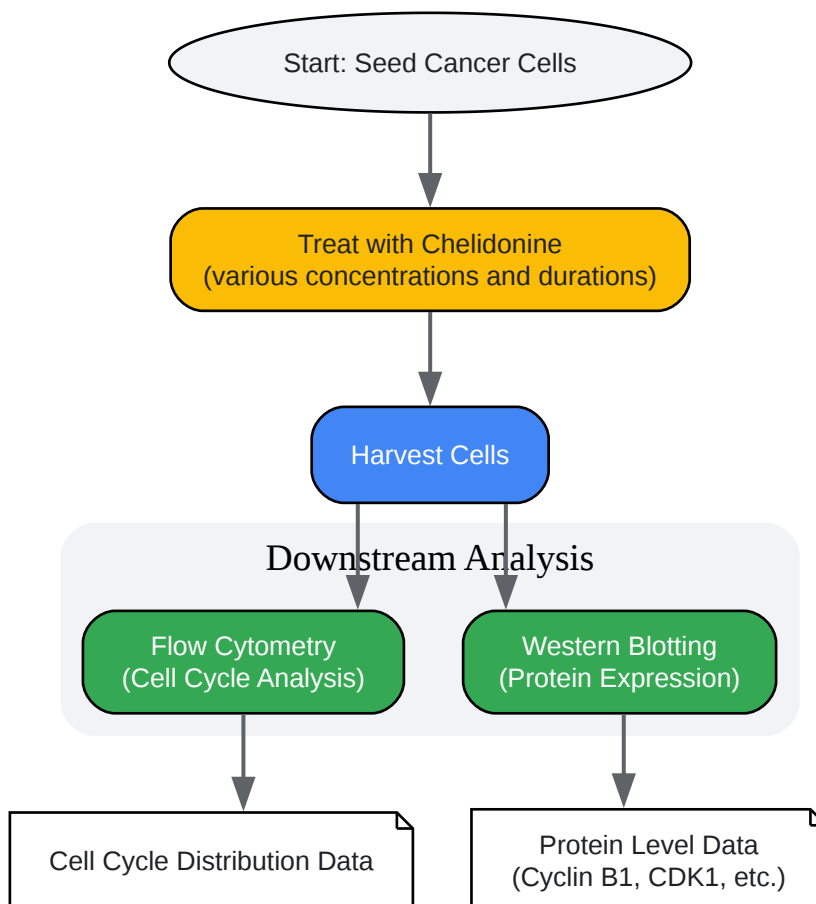 Start: Seed Cancer Cells
Treat with Chelidonine
(various concentrations and durations)
Harvest Cells
Downstream Analysis
Flow Cytometry
(Cell Cycle Analysis)
Western Blotting
(Protein Expression)
Cell Cycle Distribution Data
Protein Level Data
(Cyclin B1, CDK1, etc.)